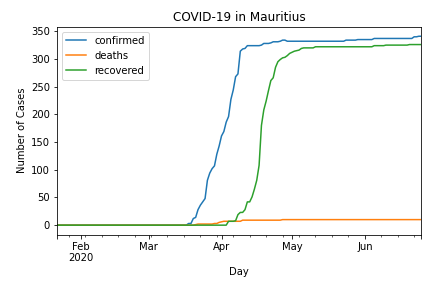 COVID-19 in Mauritius
350
300
250
200
150
100
50
0
Number of Cases
confirmed
deaths
recovered
Feb
2020
Mar
Apr
May
Jun
Day